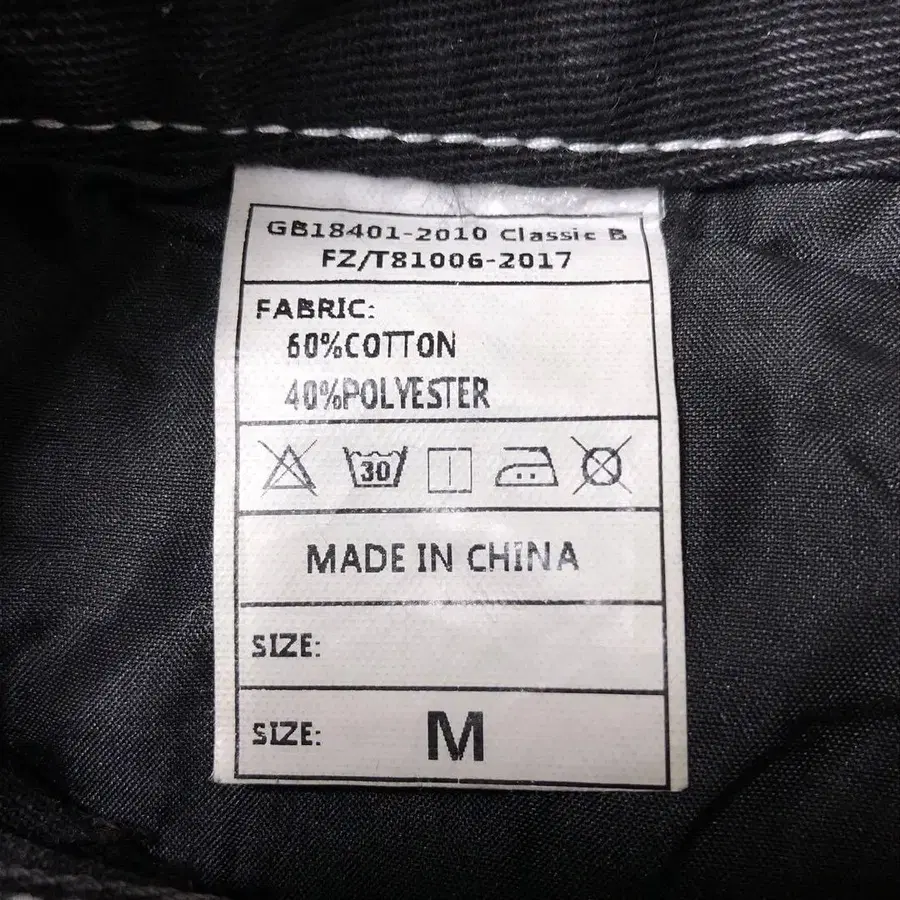 GB18401-2010 Classic B
FZ/T81006-2017
FABRIC:
60%COTTON
40%POLYESTER
30
MADE IN CHINA
SIZE:
SIZE: M